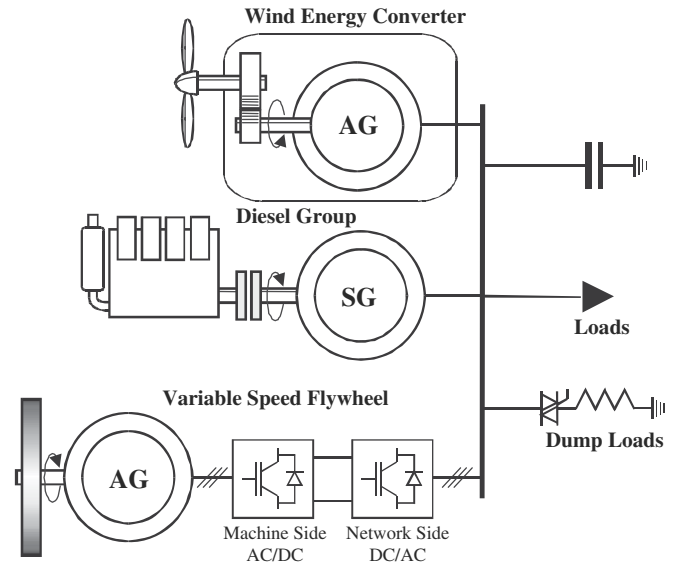 Wind Energy Converter
AG
Diesel Group
SG
Loads
Variable Speed Flywheel
Dump Loads
AG
Machine Side
AC/DC
Network Side
DC/AC